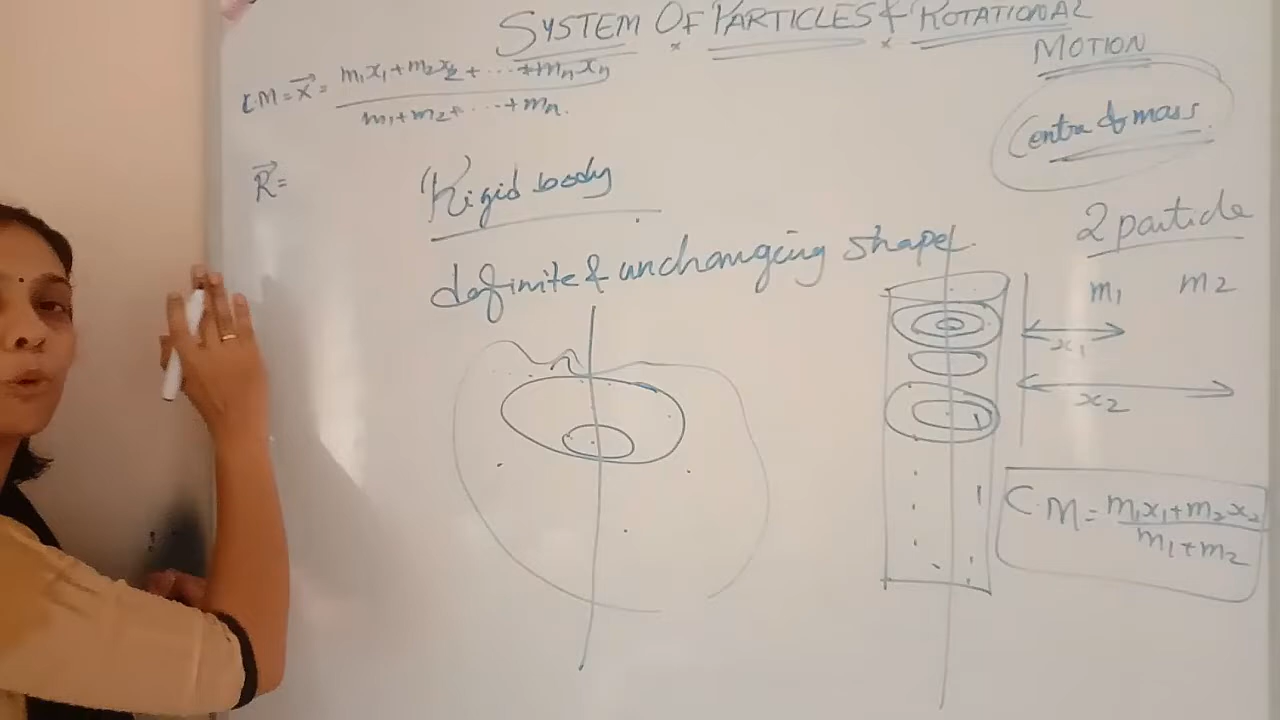 SYSTEM OF PARTICLES & ROTATIONAL
MOTION
C.M = X⃗ = m₁x₁+m₂x₂+...+mₙxₙ
m₁+m₂+...+mₙ.
Centre of mass
R⃗ =
Rigid body
definite & unchanging shape.
2 particle
m₁ m₂
x₁
x₂
C.M = m₁x₁+m₂x₂
m₁+m₂